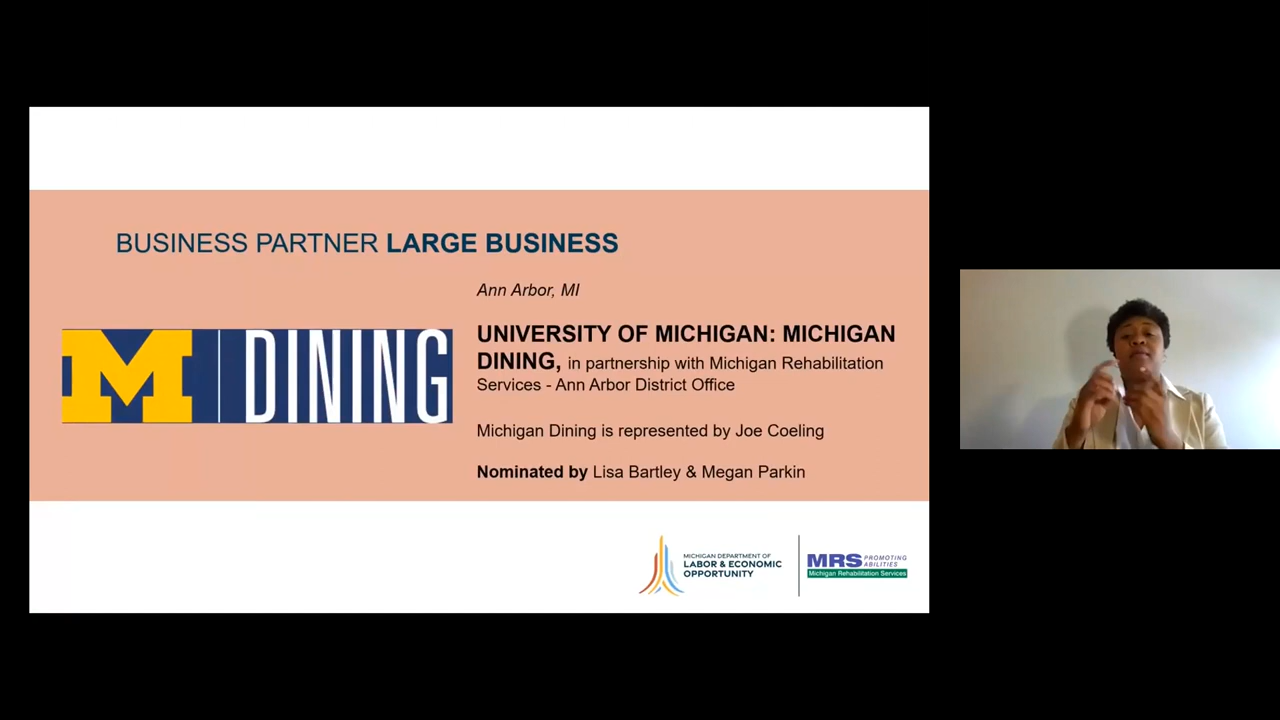 BUSINESS PARTNER LARGE BUSINESS
Ann Arbor, MI
M DINING
UNIVERSITY OF MICHIGAN: MICHIGAN
DINING, in partnership with Michigan Rehabilitation
Services - Ann Arbor District Office
Michigan Dining is represented by Joe Coeling
Nominated by Lisa Bartley & Megan Parkin
MICHIGAN DEPARTMENT OF
LABOR & ECONOMIC
OPPORTUNITY
MRS PROMOTING
ABILITIES
Michigan Rehabilitation Services